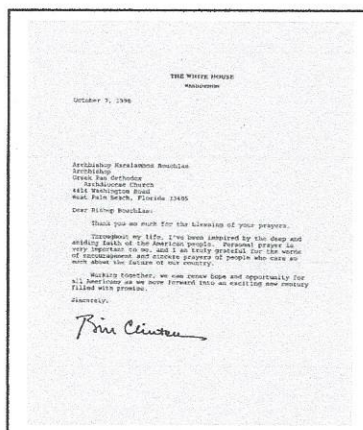 THE WHITE HOUSE
WASHINGTON
October 7, 1996
Archbishop Haralambos Bouchlas
Archbishop
Greek Pan Orthodox
Archdiocese Church
4414 Washington Road
West Palm Beach, Florida 33405
Dear Bishop Bouchlas:
Thank you so much for the blessing of your prayers.
Throughout my life, I've been inspired by the deep and
abiding faith of the American people. Personal prayer is
very important to me, and I am truly grateful for the words
of encouragement and sincere prayers of people who care so
much about the future of our country.
Working together, we can renew hope and opportunity for
all Americans as we move forward into an exciting new century
filled with promise.
Sincerely,
Bill Clinton